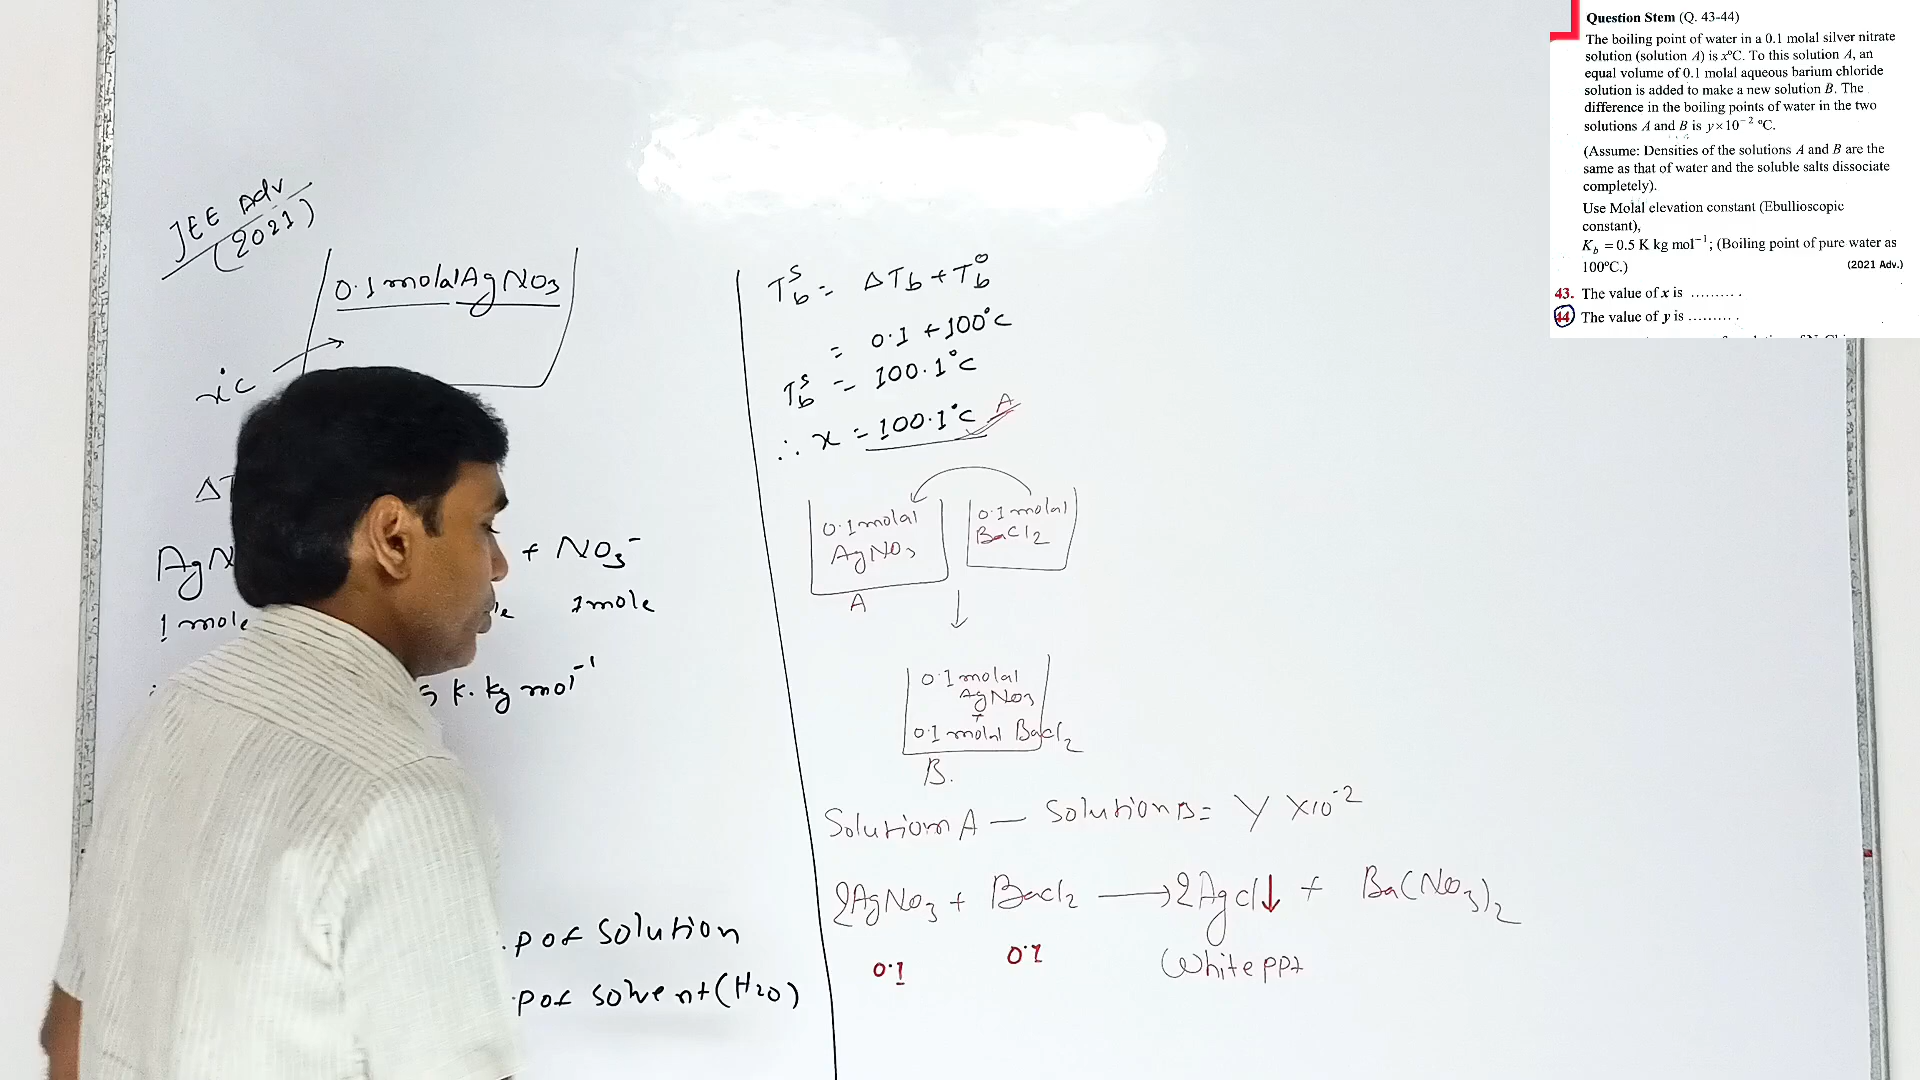 Question Stem (Q. 43-44)
The boiling point of water in a 0.1 molal silver nitrate
solution (solution A) is x°C. To this solution A, an
equal volume of 0.1 molal aqueous barium chloride
solution is added to make a new solution B. The
difference in the boiling points of water in the two
solutions A and B is y×10⁻² °C.
(Assume: Densities of the solutions A and B are the
same as that of water and the soluble salts dissociate
completely).
Use Molal elevation constant (Ebullioscopic
constant),
K_b = 0.5 K kg mol⁻¹; (Boiling point of pure water as
100°C.) (2021 Adv.)
43. The value of x is ..........
44. The value of y is ..........
JEE Adv
(2021)
0.1 molal AgNO₃
x°C
ΔT
AgN
+ NO₃⁻
1 mole
1 mole
5 K. kg mol⁻¹
.p of solution
.p of solvent (H₂O)
T_b^s = ΔT_b + T_b^0
= 0.1 + 100°C
T_b^s = 100.1°C
∴ x = 100.1°C A
0.1 molal
AgNO₃
A
0.1 molal
BaCl₂
↓
0.1 molal
AgNO₃
+
0.1 molal BaCl₂
B.
Solution A — Solution B = Y × 10⁻²
2AgNO₃ + BaCl₂ ⟶ 2AgCl↓ + Ba(NO₃)₂
0.1 0.1 White ppt